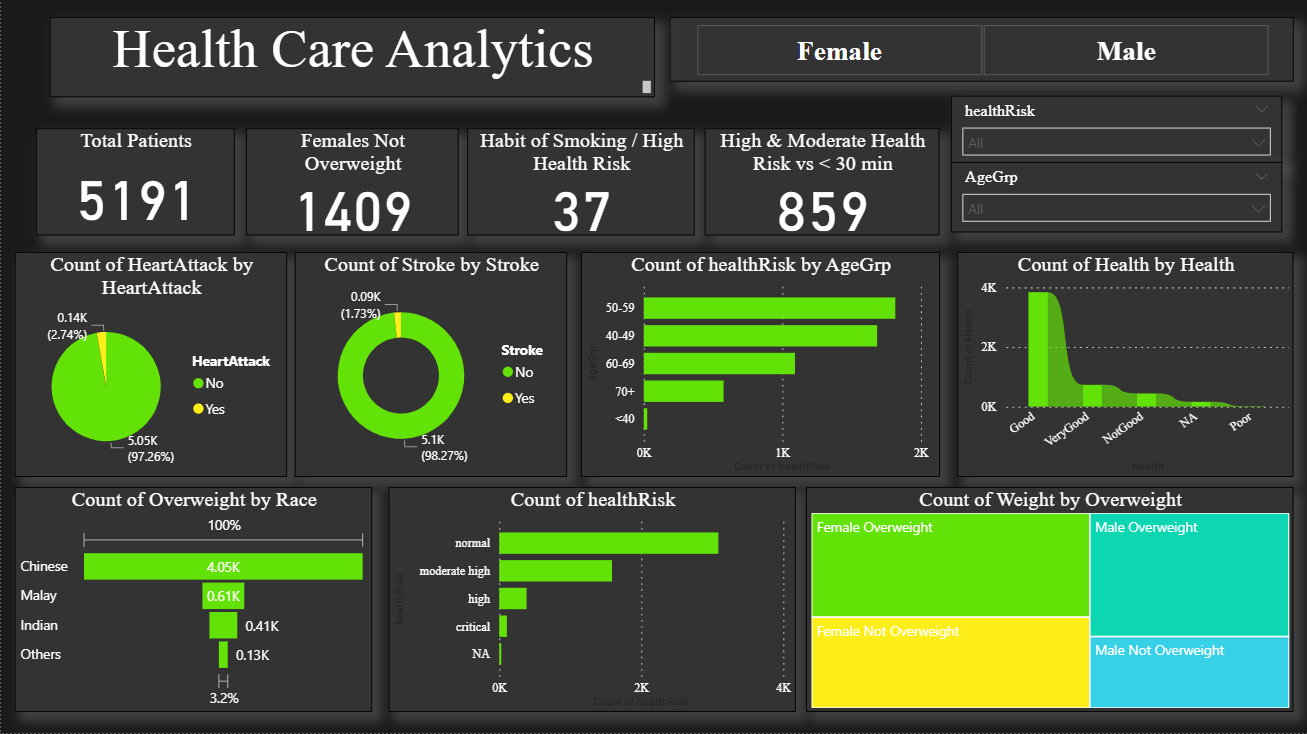 Health Care Analytics
Female
Male
healthRisk
All
AgeGrp
All
Total Patients
5191
Females Not
Overweight
1409
Habit of Smoking / High
Health Risk
37
High & Moderate Health
Risk vs < 30 min
859
Count of HeartAttack by
HeartAttack
0.14K
(2.74%)
5.05K
(97.26%)
HeartAttack
No
Yes
Count of Stroke by Stroke
0.09K
(1.73%)
5.1K
(98.27%)
Stroke
No
Yes
Count of healthRisk by AgeGrp
AgeGrp
50-59
40-49
60-69
70+
<40
0K
1K
2K
Count of healthRisk
Count of Health by Health
Count of Health
4K
2K
0K
Good
VeryGood
NotGood
NA
Poor
Health
Count of Overweight by Race
100%
Chinese
4.05K
Malay
0.61K
Indian
0.41K
Others
0.13K
3.2%
Count of healthRisk
healthRisk
normal
moderate high
high
critical
NA
0K
2K
4K
Count of healthRisk
Count of Weight by Overweight
Female Overweight
Male Overweight
Female Not Overweight
Male Not Overweight